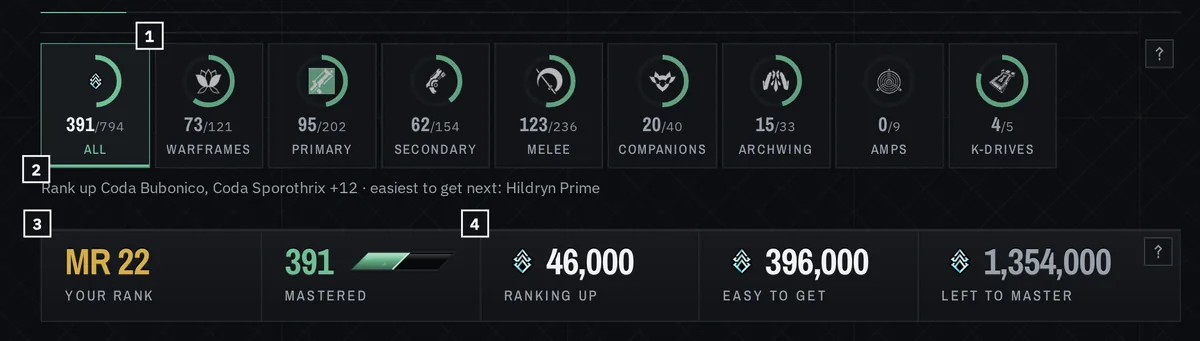 1
391/794
ALL
73/121
WARFRAMES
95/202
PRIMARY
62/154
SECONDARY
123/236
MELEE
20/40
COMPANIONS
15/33
ARCHWING
0/9
AMPS
4/5
K-DRIVES
?
2
Rank up Coda Bubonico, Coda Sporothrix +12 · easiest to get next: Hildryn Prime
3
MR 22
YOUR RANK
391
MASTERED
4
46,000
RANKING UP
396,000
EASY TO GET
1,354,000
LEFT TO MASTER
?